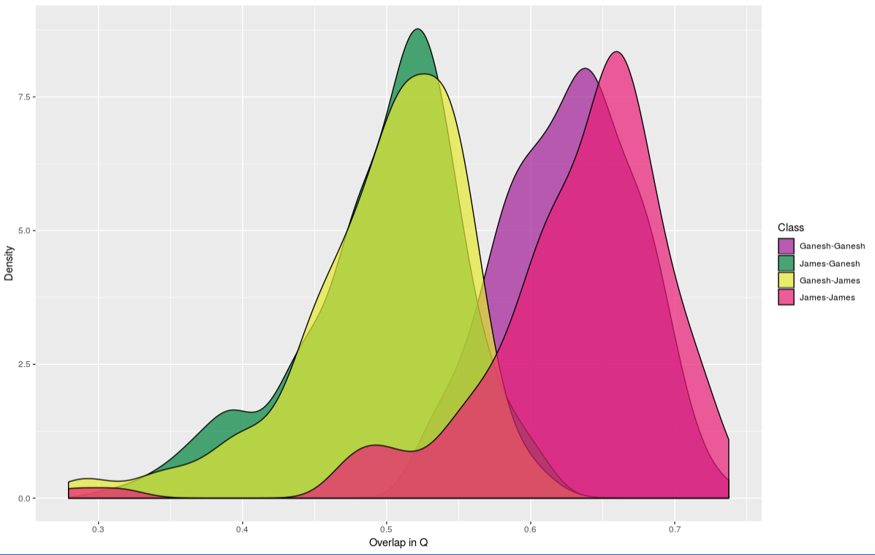 Density
7.5
5.0
2.5
0.0
0.3
0.4
0.5
0.6
0.7
Overlap in Q
Class
Ganesh-Ganesh
James-Ganesh
Ganesh-James
James-James